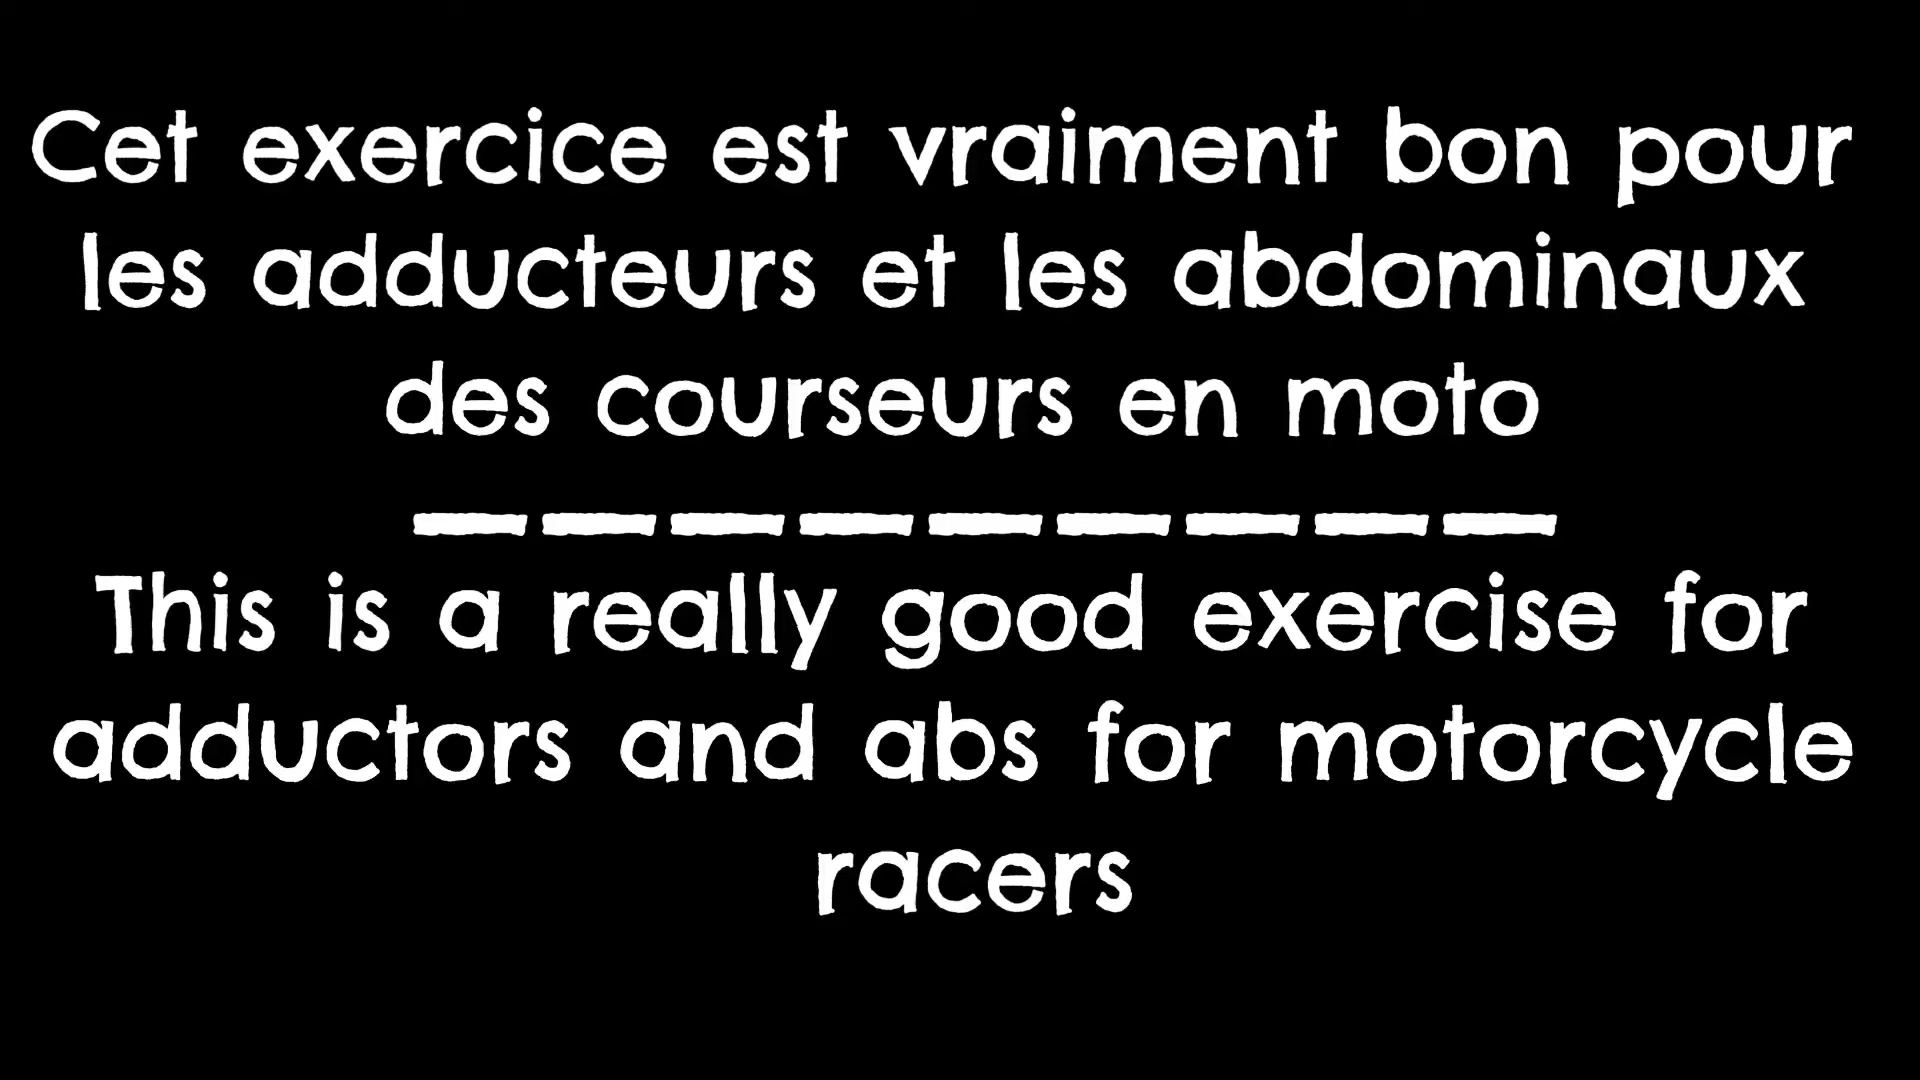 Cet exercice est vraiment bon pour
les adducteurs et les abdominaux
des courseurs en moto
_________
This is a really good exercise for
adductors and abs for motorcycle
racers